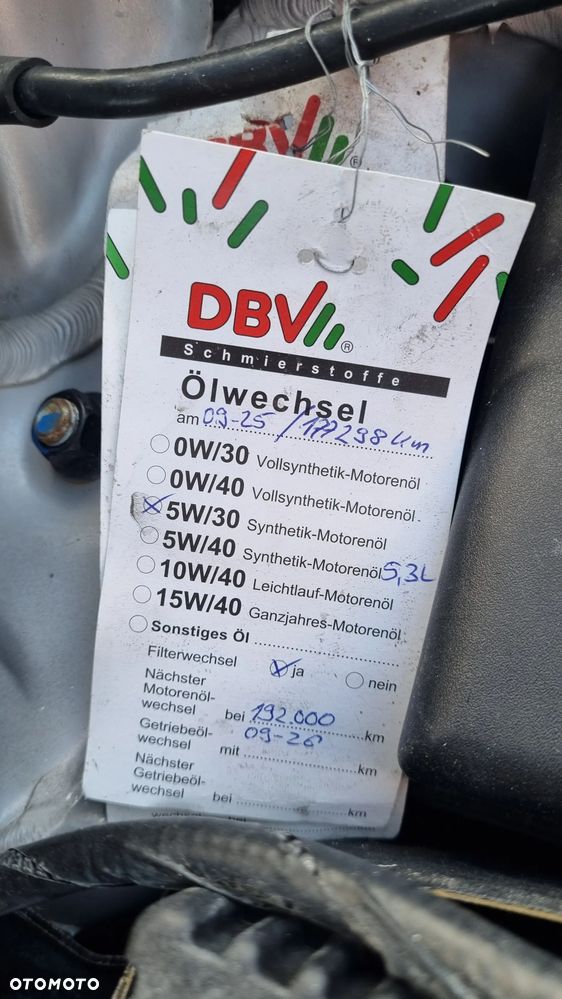 DBV
®
DBV
®
Schmierstoffe
Ölwechsel
am 09-25 / 177298 km
0W/30 Vollsynthetik-Motorenöl
0W/40 Vollsynthetik-Motorenöl
5W/30 Synthetik-Motorenöl
5W/40 Synthetik-Motorenöl 5,3L
10W/40 Leichtlauf-Motorenöl
15W/40 Ganzjahres-Motorenöl
Sonstiges Öl
Filterwechsel ja nein
Nächster
Motorenöl-
wechsel bei 192.000 km
09-26
Getriebeöl-
wechsel mit km
Nächster
Getriebeöl-
wechsel bei km
OTOMOTO